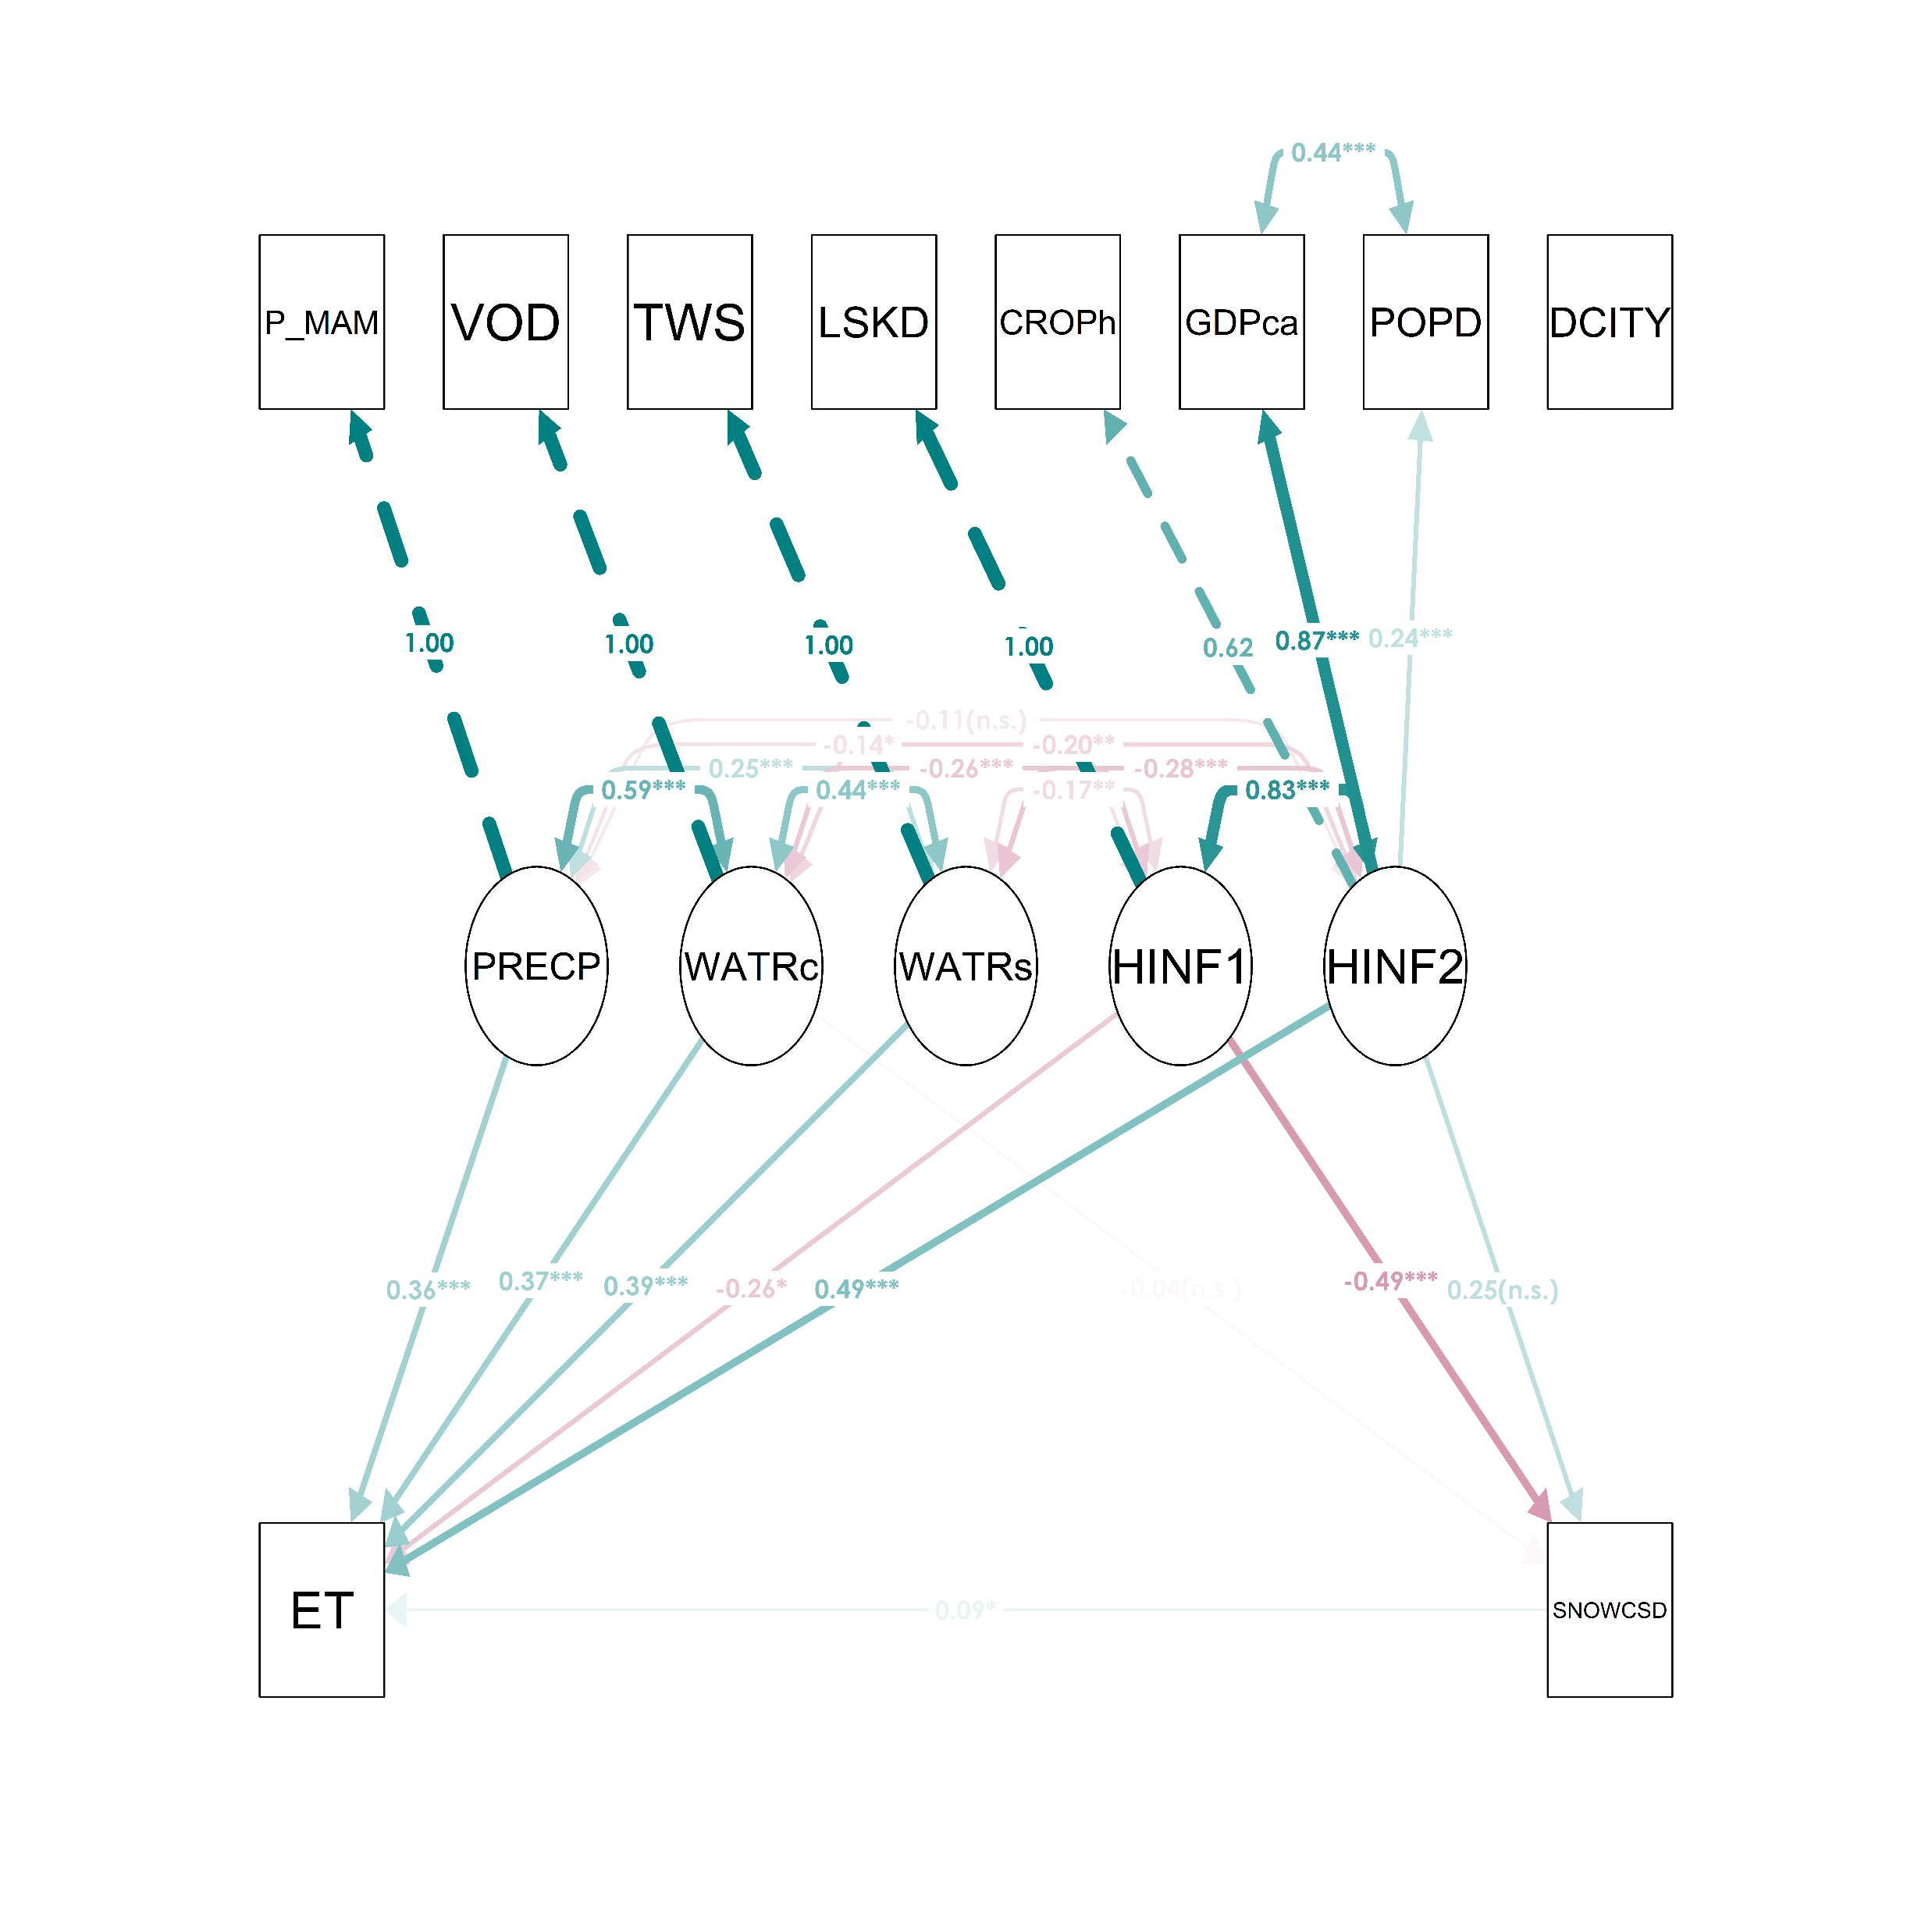 0.44***
P_MAM VOD TWS LSKD CROPh GDPca POPD DCITY
1.00 1.00 1.00 1.00 0.62 0.87*** 0.24***
-0.11(n.s.)
-0.14* -0.20**
0.25*** -0.26*** -0.28***
0.59*** 0.44*** -0.17** 0.83***
PRECP WATRc WATRs HINF1 HINF2
0.36*** 0.37*** 0.39*** -0.26* 0.49*** -0.04(n.s.) -0.49*** 0.25(n.s.)
ET 0.09* SNOWCSD